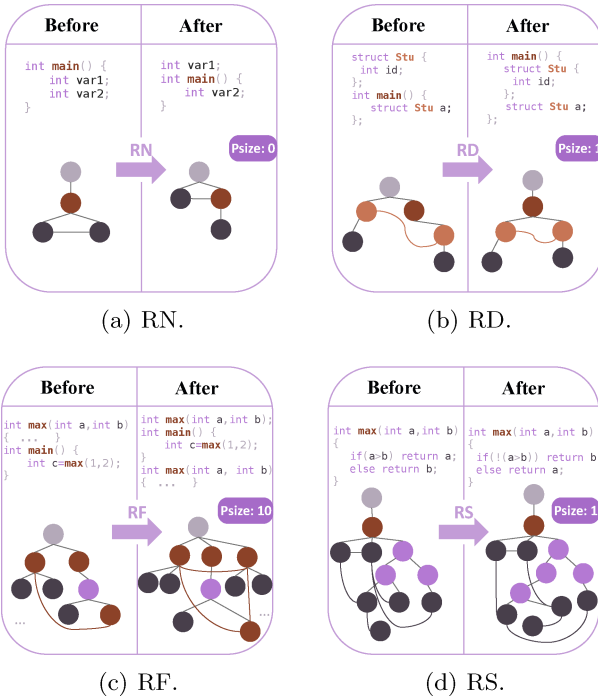 Before After
int main() {
    int var1;
    int var2;
}
int var1;
int main() {
    int var2;
}
RN
Psize: 0
(a) RN.
Before After
struct Stu {
  int id;
};
int main() {
   struct Stu a;
};
int main() {
  struct Stu {
    int id;
  };
  struct Stu a;
};
RD
Psize: 1
(b) RD.
Before After
int max(int a,int b)
{  ...  }
int main() {
    int c=max(1,2);
}
int max(int a,int b);
int main() {
    int c=max(1,2);
}
int max(int a, int b)
{  ...  }
RF
Psize: 10
...
...
(c) RF.
Before After
int max(int a, int b)
{
   if(a>b) return a;
   else return b;
}
int max(int a, int b)
{
 if(!(a>b)) return b
 else return a;
}
RS
Psize: 1
(d) RS.